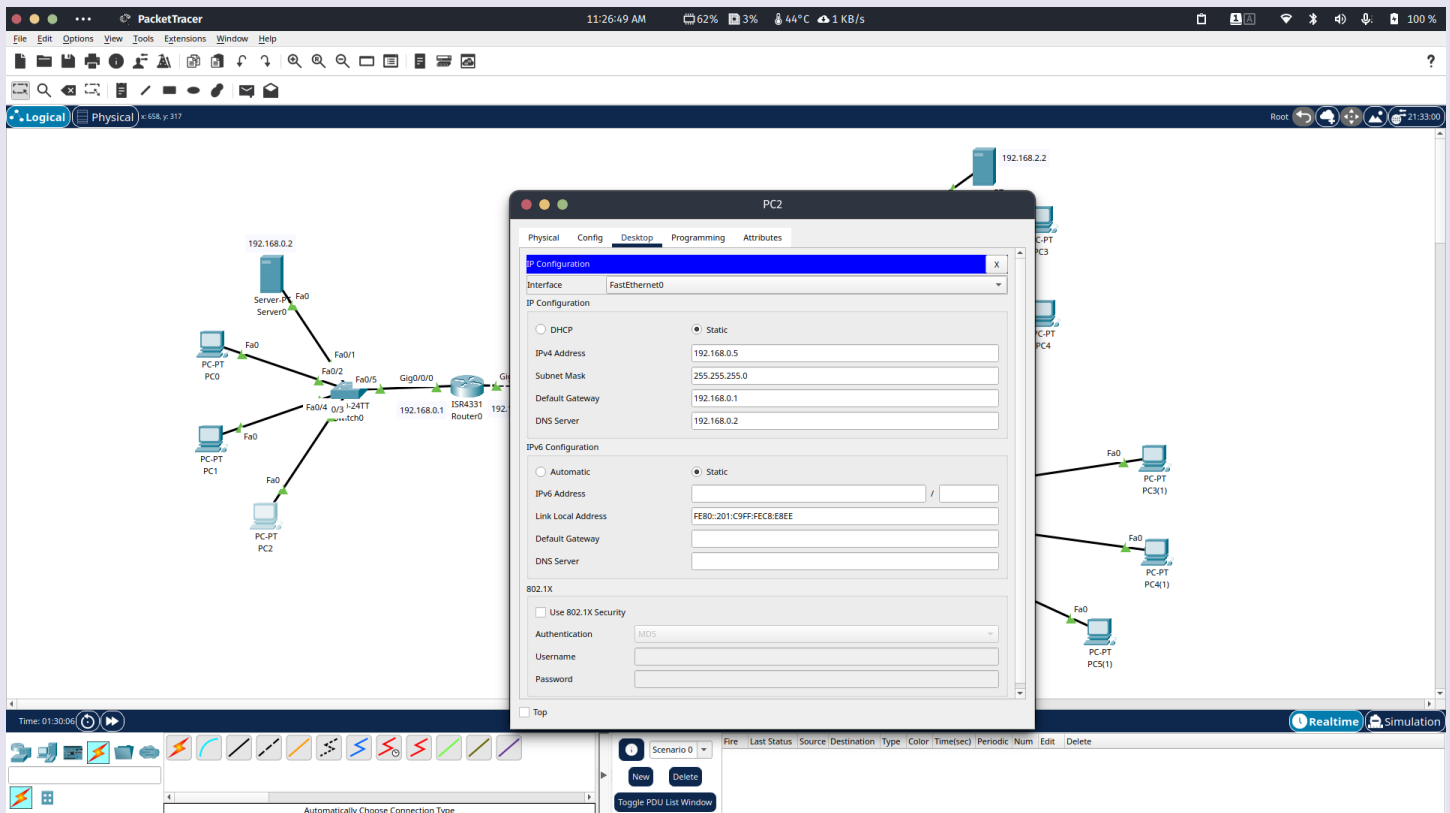 PacketTracer 11:26:49 AM 62% 3% 44°C 1 KB/s 1 A 100 %
File Edit Options View Tools Extensions Window Help
?
Logical Physical x: 658, y: 317 Root 21:33:00
192.168.2.2
PC2
Physical Config Desktop Programming Attributes
IP Configuration X
Interface FastEthernet0
IP Configuration
DHCP Static
IPv4 Address 192.168.0.5
Subnet Mask 255.255.255.0
Default Gateway 192.168.0.1
DNS Server 192.168.0.2
IPv6 Configuration
Automatic Static
IPv6 Address /
Link Local Address FE80::201:C9FF:FEC8:E8EE
Default Gateway
DNS Server
802.1X
Use 802.1X Security
Authentication MD5
Username
Password
Top
192.168.0.2
Fa0
Server0
Fa0
PC-PT
PC0
Fa0/1
Fa0/2
Fa0/5
Gig0/0/0
Fa0/4
0/3
-24TT
192.168.0.1
ISR4331
Router0
192.
Fa0
PC-PT
PC1
Fa0
PC-PT
PC2
C-PT
PC3
C-PT
PC4
Fa0
PC-PT
PC3(1)
Fa0
PC-PT
PC4(1)
Fa0
PC-PT
PC5(1)
Time: 01:30:06 Realtime Simulation
Scenario 0
New Delete
Toggle PDU List Window
Fire Last Status Source Destination Type Color Time(sec) Periodic Num Edit Delete
Automatically Choose Connection Type